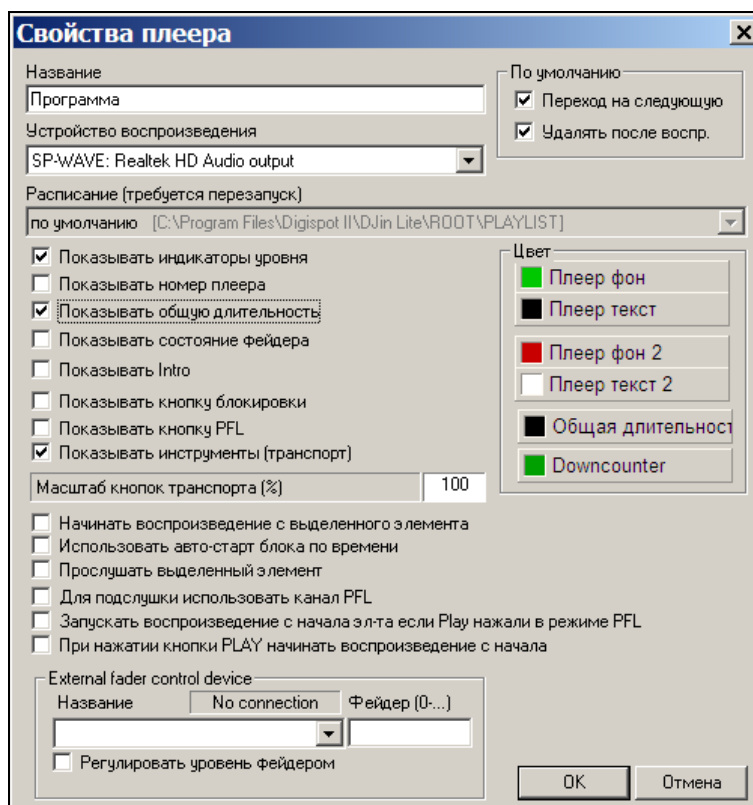 Свойства плеера
Название
По умолчанию
Программа
Переход на следующую
Устройство воспроизведения
Удалять после воспр.
SP-WAVE: Realtek HD Audio output
Расписание (требуется перезапуск)
по умолчанию [C:\Program Files\Digispot II\DJin Lite\ROOT\PLAYLIST]
Показывать индикаторы уровня
Показывать номер плеера
Показывать общую длительность
Показывать состояние фейдера
Показывать Intro
Показывать кнопку блокировки
Показывать кнопку PFL
Показывать инструменты (транспорт)
Масштаб кнопок транспорта (%) 100
Цвет
Плеер фон
Плеер текст
Плеер фон 2
Плеер текст 2
Общая длительност
Downcounter
Начинать воспроизведение с выделенного элемента
Использовать авто-старт блока по времени
Прослушать выделенный элемент
Для подслушки использовать канал PFL
Запускать воспроизведение с начала эл-та если Play нажали в режиме PFL
При нажатии кнопки PLAY начинать воспроизведение с начала
External fader control device
Название No connection Фейдер (0-...)
Регулировать уровень фейдером
OK Отмена